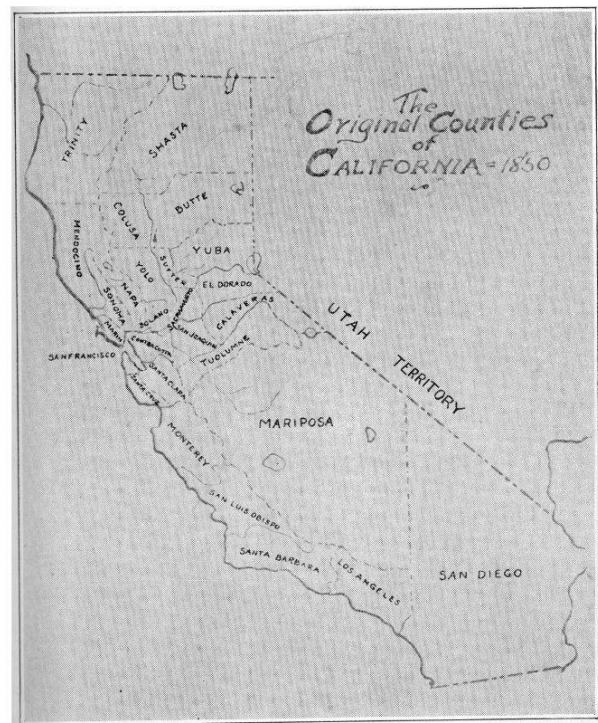 The
Original Counties
of
CALIFORNIA = 1850
TRINITY
SHASTA
BUTTE
COLUSA
MENDOCINO
YUBA
SUTTER
YOLO
EL DORADO
NAPA
SONOMA
SACRAMENTO
CALAVERAS
SOLANO
UTAH TERRITORY
MARIN
CONTRA COSTA
SAN JOAQUIN
TUOLUMNE
SAN FRANCISCO
SANTA CLARA
SANTA CRUZ
MARIPOSA
MONTEREY
SAN LUIS OBISPO
SANTA BARBARA
LOS ANGELES
SAN DIEGO